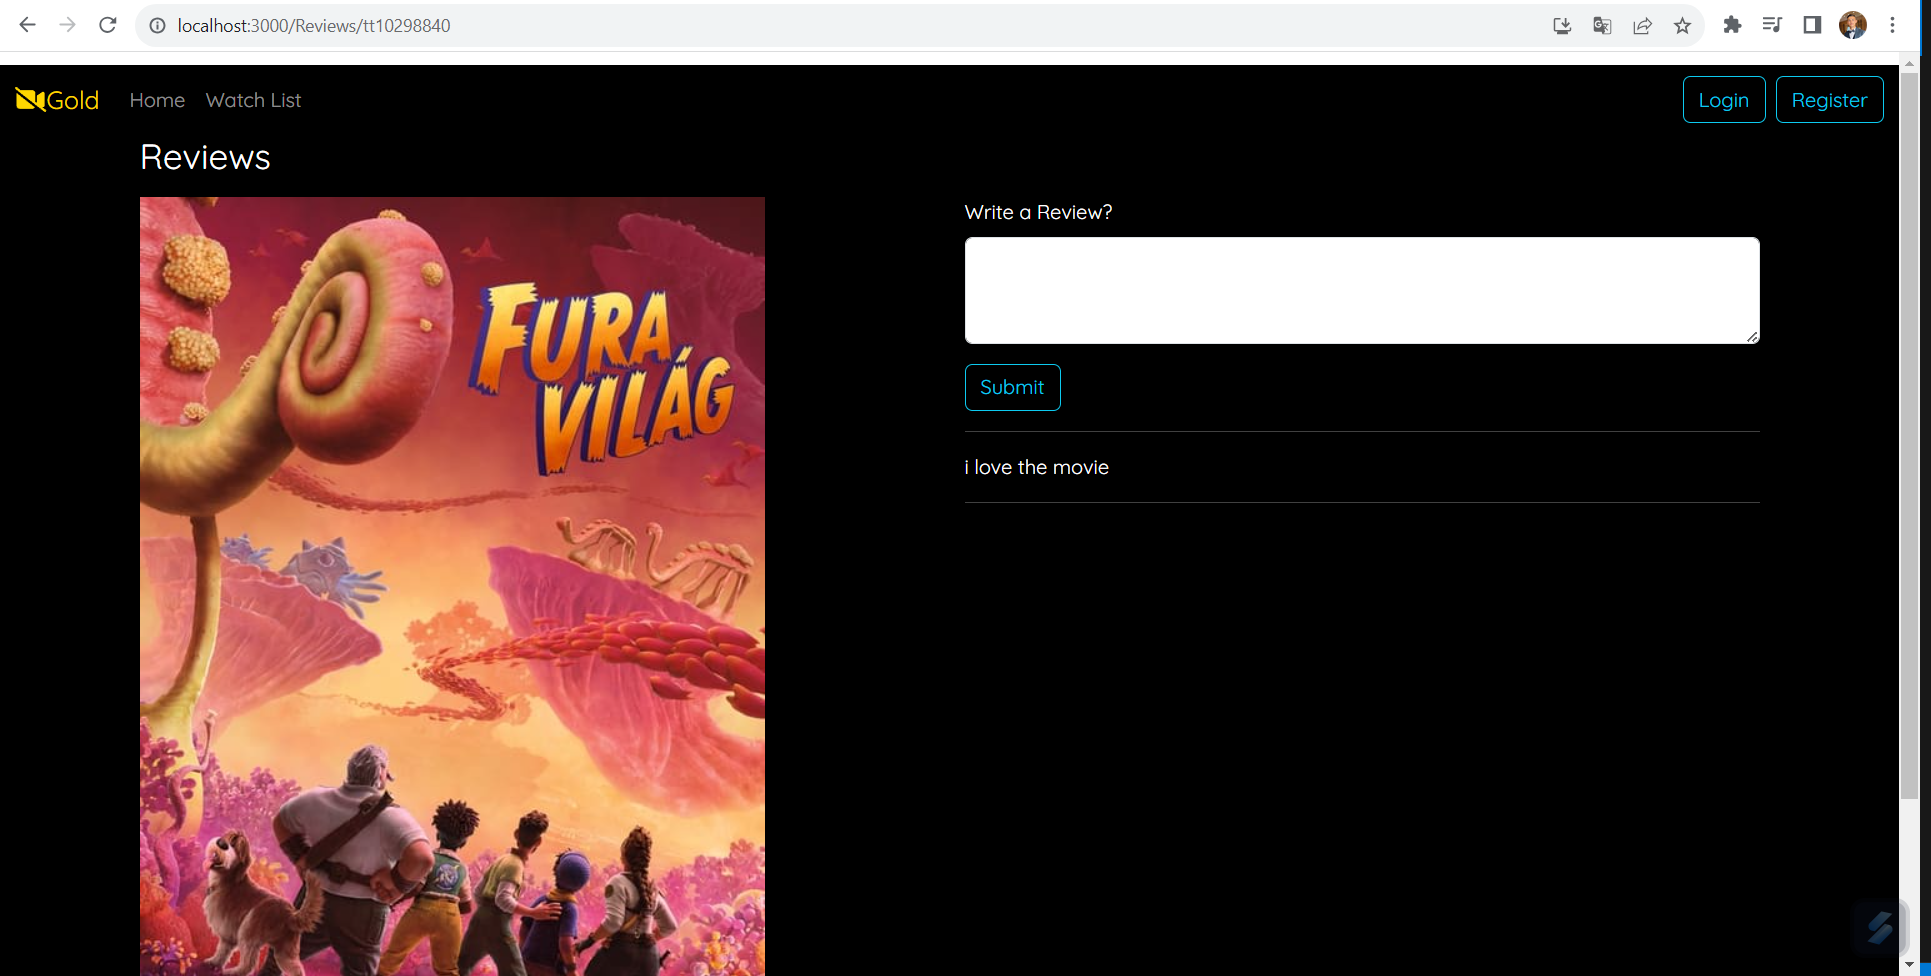 localhost:3000/Reviews/tt10298840
Gold
Home
Watch List
Login
Register
Reviews
FURA
VILÁG
Write a Review?
Submit
i love the movie